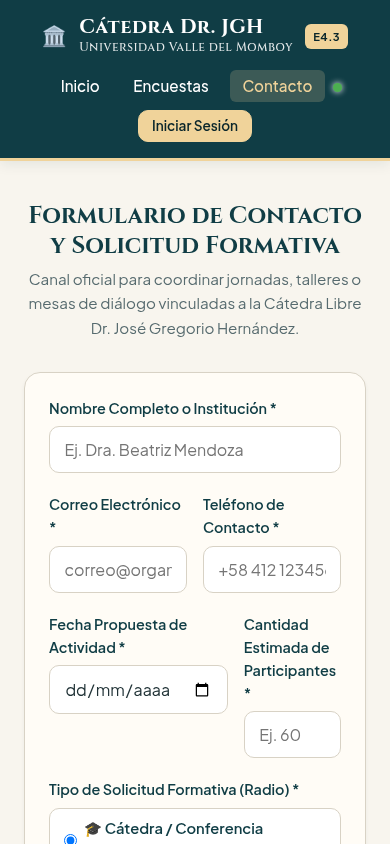 Cátedra Dr. JGH
Universidad Valle del Momboy
E4.3
Inicio
Encuestas
Contacto
Iniciar Sesión
Formulario de Contacto
y Solicitud Formativa
Canal oficial para coordinar jornadas, talleres o
mesas de diálogo vinculadas a la Cátedra Libre
Dr. José Gregorio Hernández.
Nombre Completo o Institución *
Ej. Dra. Beatriz Mendoza
Correo Electrónico
*
Teléfono de
Contacto *
correo@orgar
+58 412 12345
Fecha Propuesta de
Actividad *
Cantidad
Estimada de
Participantes
*
dd/mm/aaaa
Ej. 60
Tipo de Solicitud Formativa (Radio) *
Cátedra / Conferencia